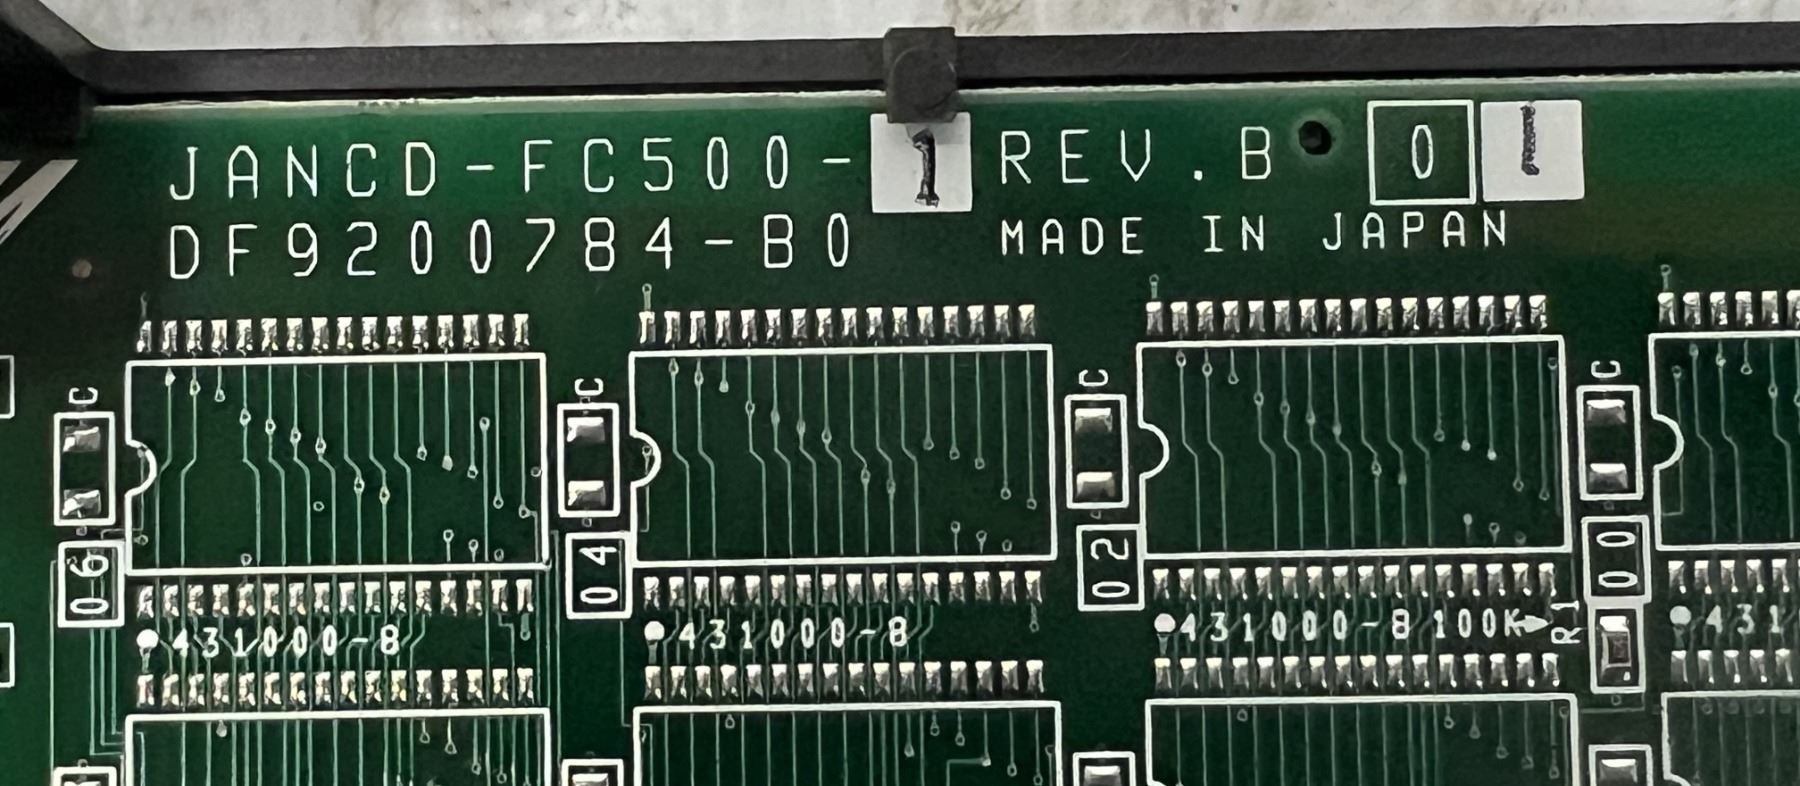 JANCD-FC500-1 REV.B 0 1
DF9200784-B0 MADE IN JAPAN
C C C C
06 04 02 00
431000-8 431000-8 431000-8 100K R1 431